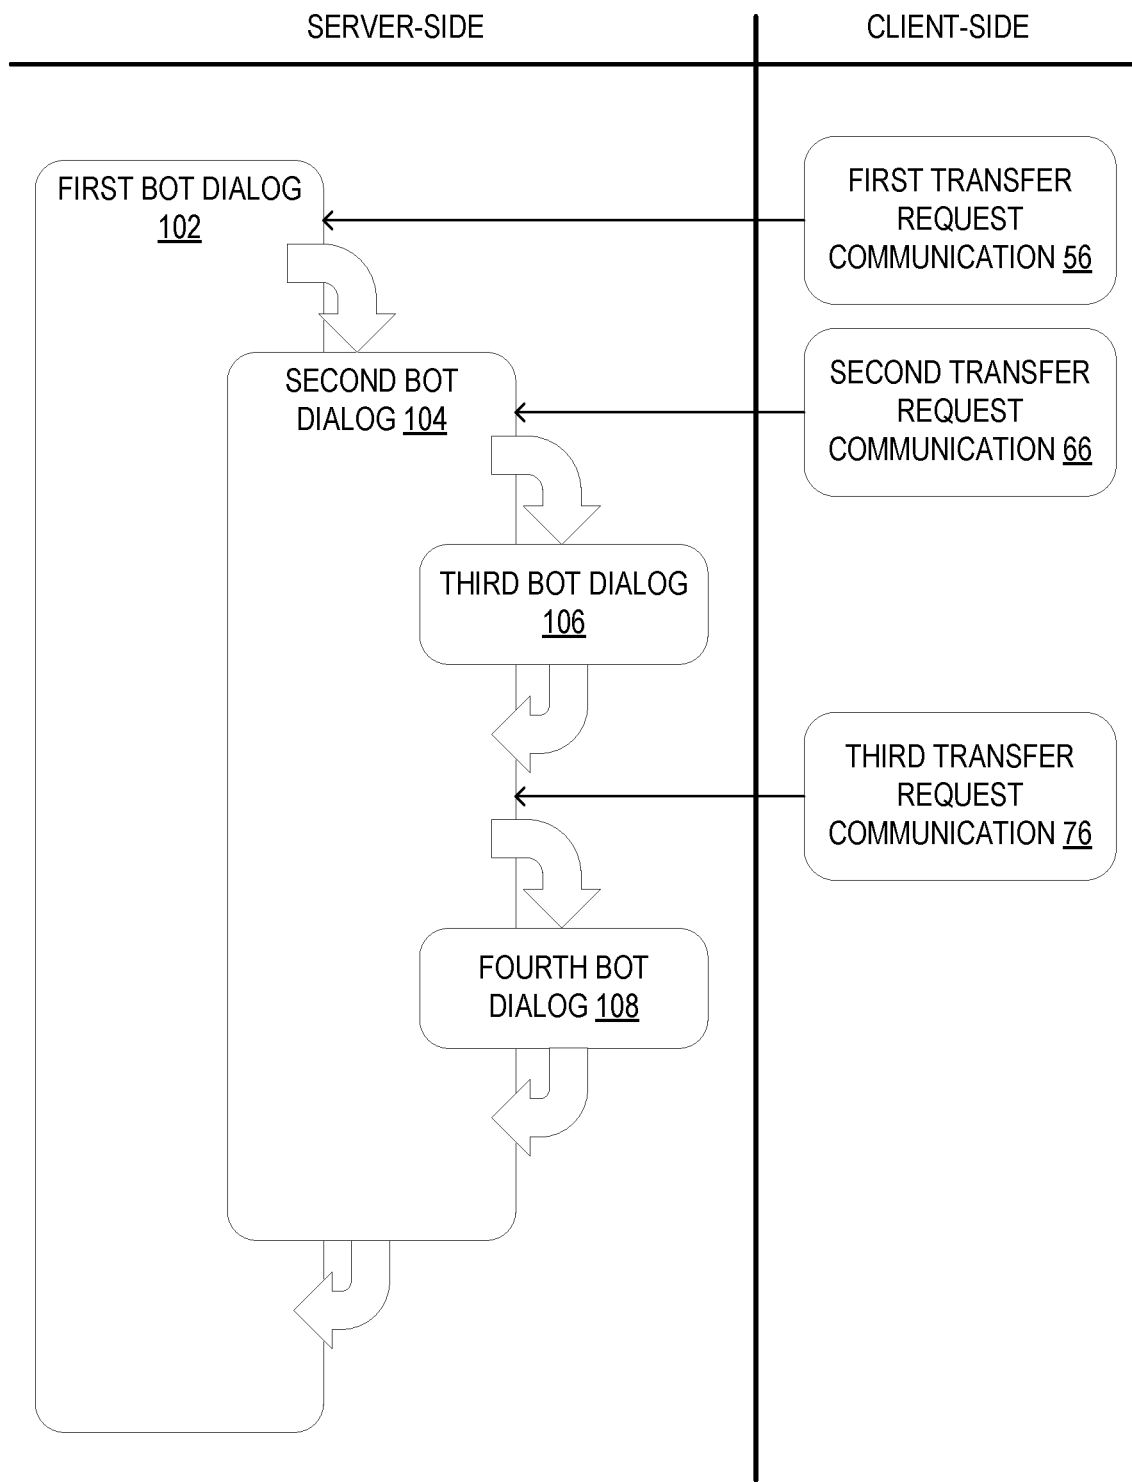 SERVER-SIDE
CLIENT-SIDE
FIRST BOT DIALOG
102
FIRST TRANSFER
REQUEST
COMMUNICATION 56
SECOND BOT
DIALOG 104
SECOND TRANSFER
REQUEST
COMMUNICATION 66
THIRD BOT DIALOG
106
THIRD TRANSFER
REQUEST
COMMUNICATION 76
FOURTH BOT
DIALOG 108